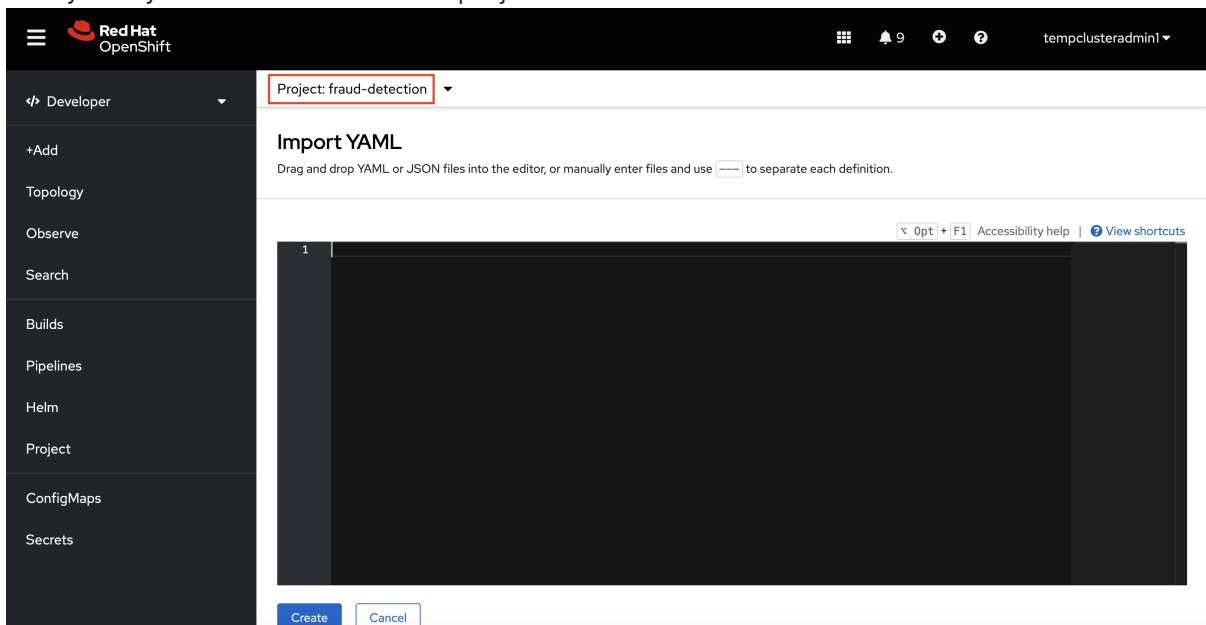 Red Hat
OpenShift
9
tempclusteradmin1
Developer
Project: fraud-detection
+Add
Topology
Observe
Search
Builds
Pipelines
Helm
Project
ConfigMaps
Secrets
Import YAML
Drag and drop YAML or JSON files into the editor, or manually enter files and use --- to separate each definition.
⌥ Opt + F1 Accessibility help | View shortcuts
1
Create Cancel